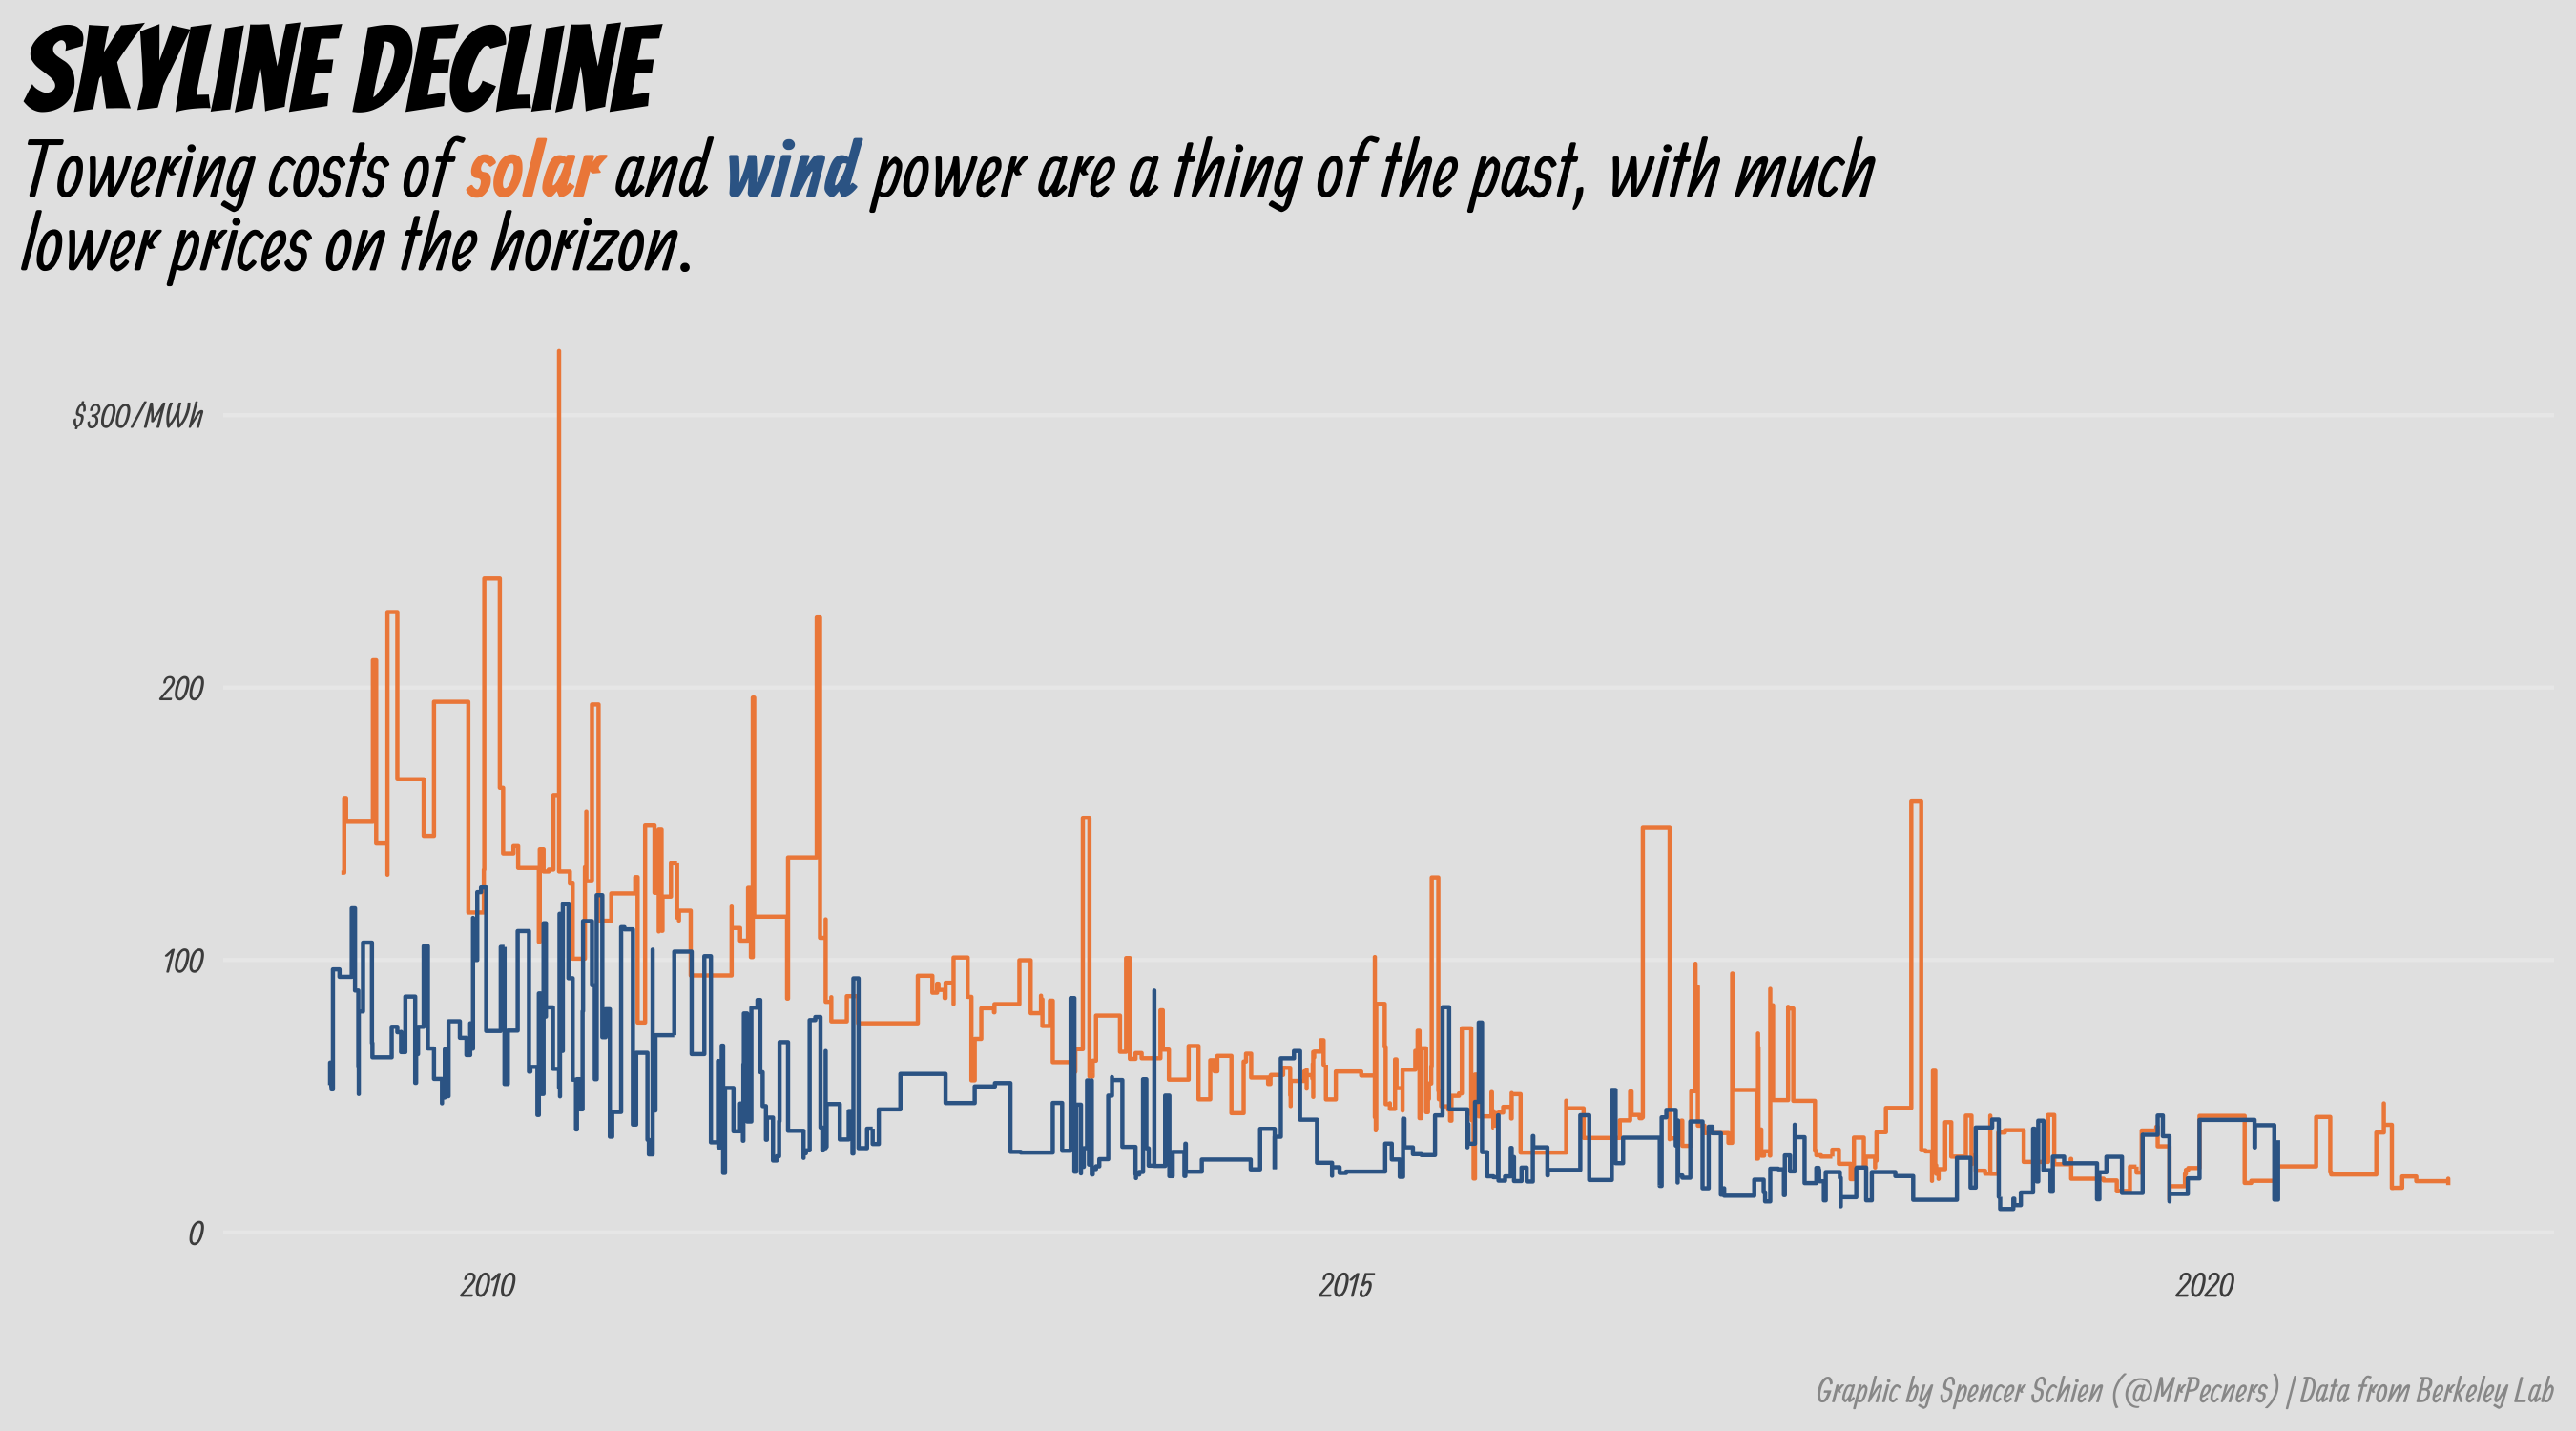 SKYLINE DECLINE
Towering costs of solar and wind power are a thing of the past, with much
lower prices on the horizon.
$300/MWh
200
100
0
2010
2015
2020
Graphic by Spencer Schien (@MrPecners) | Data from Berkeley Lab